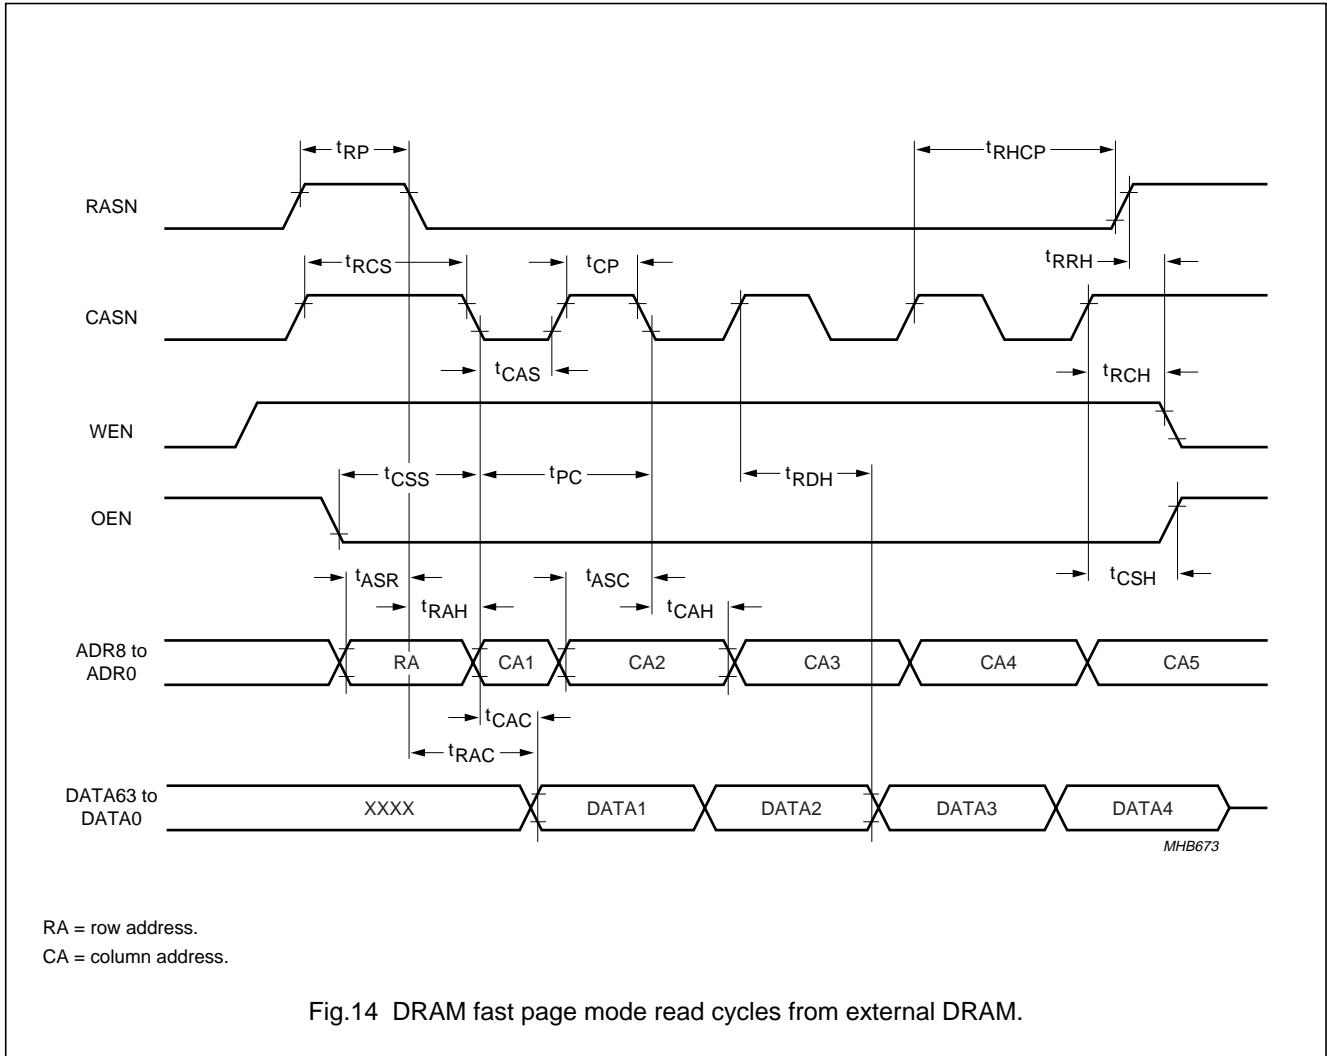 tRP
tRHCP
RASN
tRCS
tCP
tRRH
CASN
tCAS
tRCH
WEN
tCSS
tPC
tRDH
OEN
tASR
tASC
tCSH
tRAH
tCAH
ADR8 to
ADR0
RA
CA1
CA2
CA3
CA4
CA5
tCAC
tRAC
DATA63 to
DATA0
XXXX
DATA1
DATA2
DATA3
DATA4
MHB673
RA = row address.
CA = column address.
Fig.14 DRAM fast page mode read cycles from external DRAM.